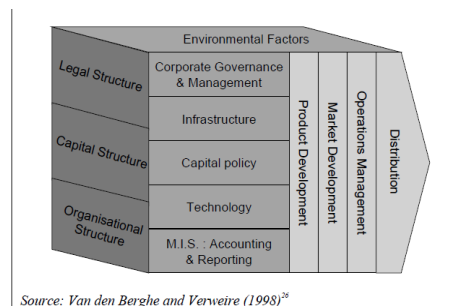 Environmental Factors
Legal Structure
Capital Structure
Organisational
Structure
Corporate Governance
& Management
Infrastructure
Capital policy
Technology
M.I.S. : Accounting
& Reporting
Product Development
Market Development
Operations Management
Distribution
Source: Van den Berghe and Verweire (1998)26